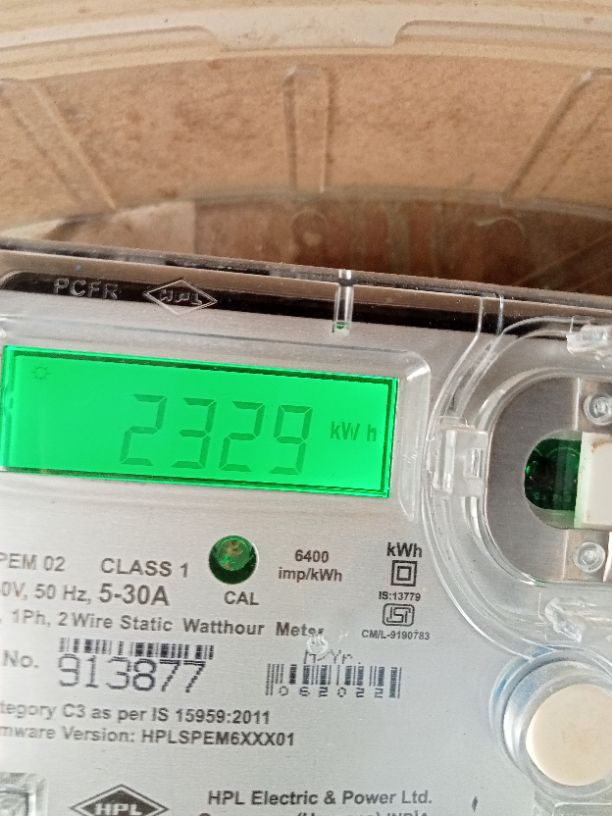 PCFR HPL
2329 kW h
PEM 02 CLASS 1 6400 imp/kWh kWh
0V, 50 Hz, 5-30A CAL IS:13779
1Ph, 2 Wire Static Watthour Meter CM/L-9190783
.No. 913877 M/Yr. 062022
tegory C3 as per IS 15959:2011
mware Version: HPLSPEM6XXX01
HPL HPL Electric & Power Ltd.